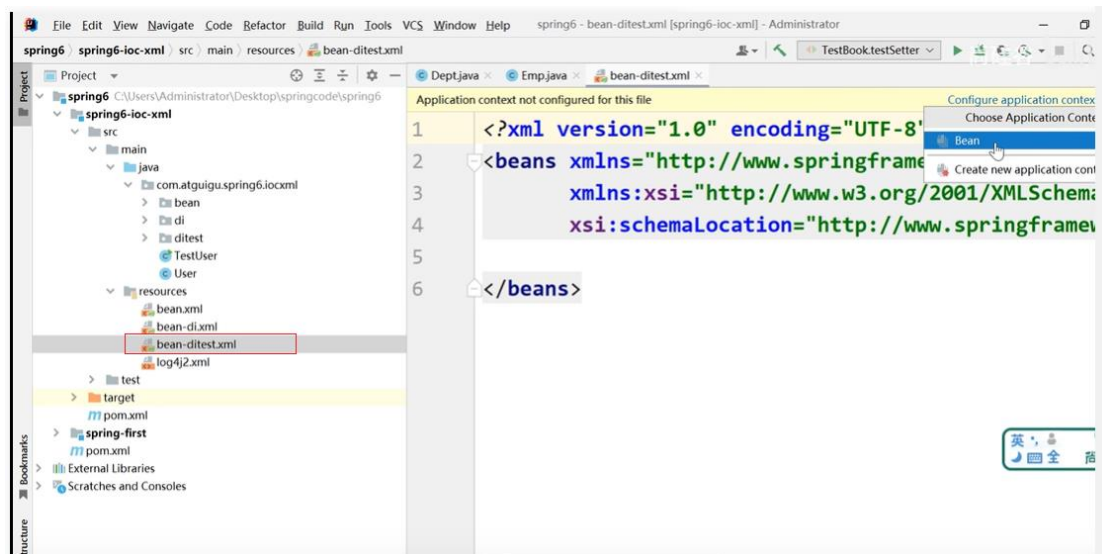 File Edit View Navigate Code Refactor Build Run Tools VCS Window Help spring6 - bean-ditest.xml [spring6-ioc-xml] - Administrator
spring6 spring6-ioc-xml src main resources bean-ditest.xml TestBook.testSetter
Project
Project
Dept.java Emp.java bean-ditest.xml
spring6 C:\Users\Administrator\Desktop\springcode\spring6
Application context not configured for this file Configure application contex
spring6-ioc-xml
src
main
java
com.atguigu.spring6.iocxml
bean
di
ditest
TestUser
User
resources
bean.xml
bean-di.xml
bean-ditest.xml
log4j2.xml
test
target
pom.xml
spring-first
pom.xml
External Libraries
Scratches and Consoles
Bookmarks
ructure
Choose Application Conte
Bean
Create new application cont
1 <?xml version="1.0" encoding="UTF-8"
2 <beans xmlns="http://www.springframe
3 xmlns:xsi="http://www.w3.org/2001/XMLSchema
4 xsi:schemaLocation="http://www.springframew
5
6 </beans>
英
全